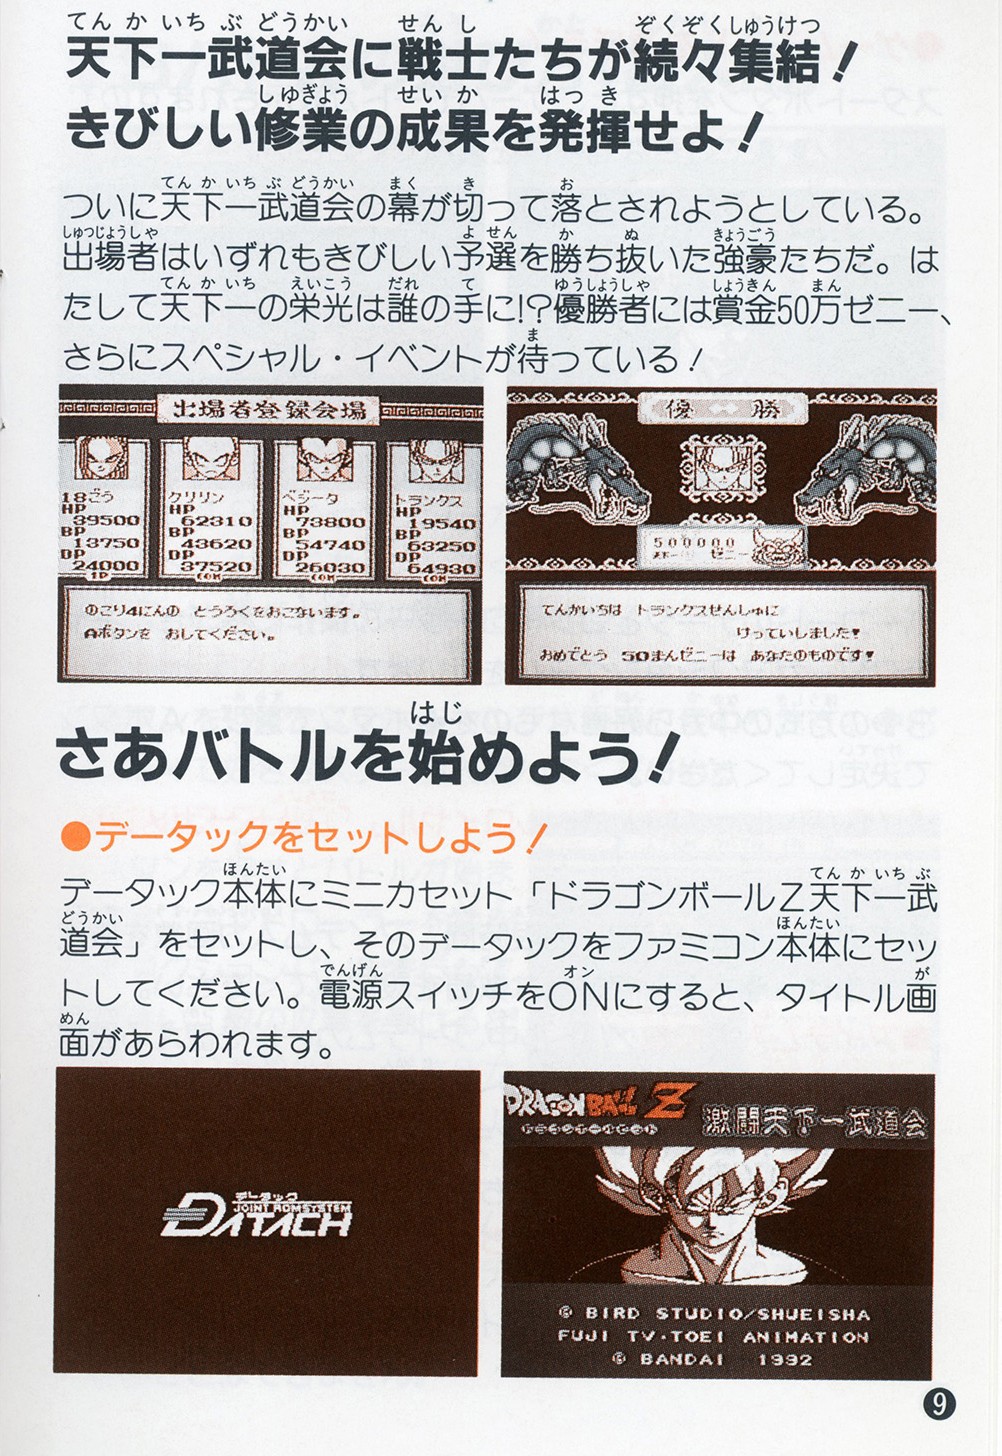 天下一武道会に戦士たちが続々集結!
きびしい修業の成果を発揮せよ!
ついに天下一武道会の幕が切って落とされようとしている。
出場者はいずれもきびしい予選を勝ち抜いた強豪たちだ。は
たして天下一の栄光は誰の手に!?優勝者には賞金50万ゼニー、
さらにスペシャル・イベントが待っている!
出場者登録会場
18ごう クリリン ベジータ トランクス
HP HP HP HP
39500 62310 73800 19540
BP BP BP BP
13750 43620 54740 63250
DP DP DP DP
24000 37520 26030 64930
1P COM COM COM
のこり4にんの とうろくをおこないます。
Aボタンを おしてください。
優 勝
500000
ゼニー
てんかいちは トランクスせんしゅに
けっていしました!
おめでとう 50まんゼニーは あなたのものです!
さあバトルを始めよう!
●データックをセットしよう!
データック本体にミニカセット「ドラゴンボールZ天下一武
道会」をセットし、そのデータックをファミコン本体にセッ
トしてください。電源スイッチをONにすると、タイトル画
面があらわれます。
データック
JOINT ROM SYSTEM
DATACH
DRAGON BALL Z
ドラゴンボールゼット
激闘天下一武道会
© BIRD STUDIO/SHUEISHA
FUJI TV・TOEI ANIMATION
© BANDAI 1992
9